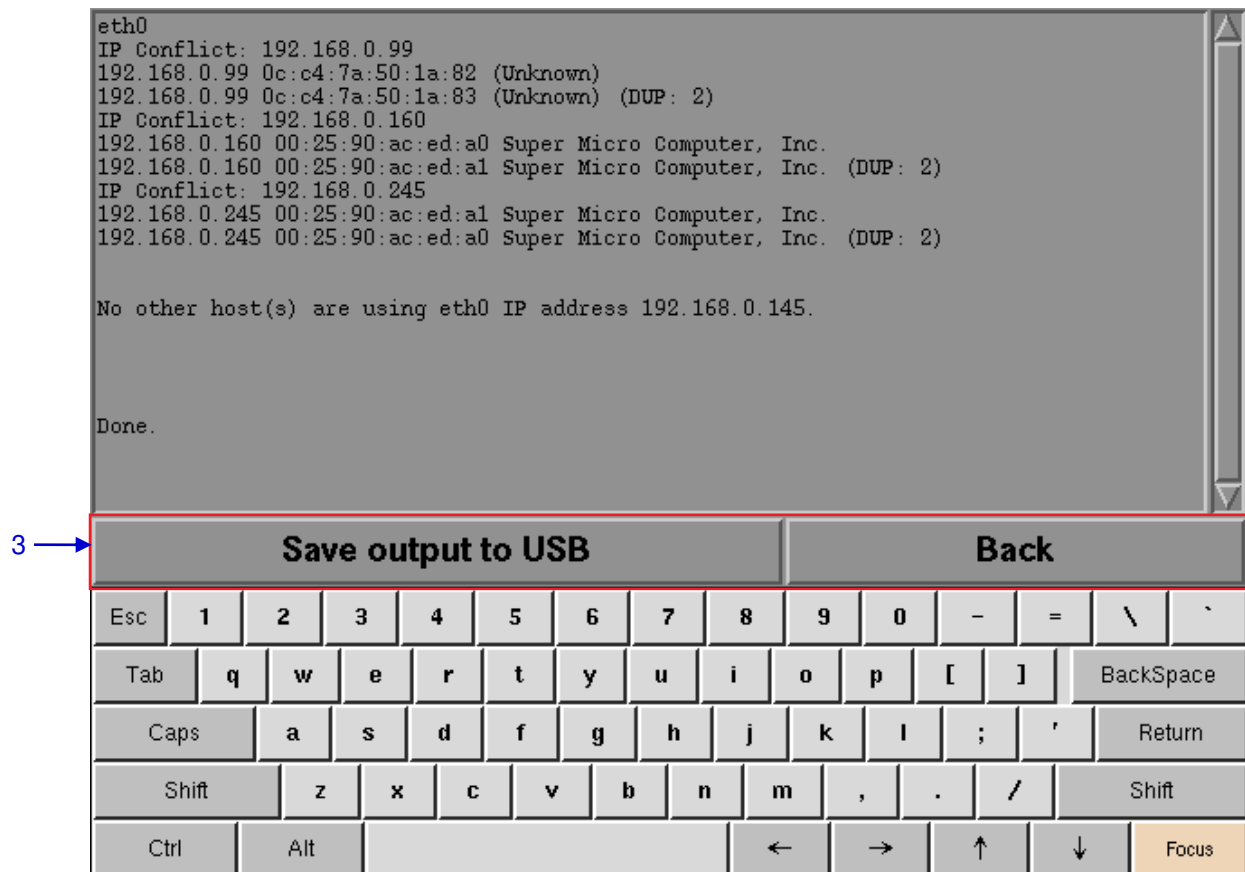 eth0
IP Conflict: 192.168.0.99
192.168.0.99 0c:c4:7a:50:1a:82 (Unknown)
192.168.0.99 0c:c4:7a:50:1a:83 (Unknown) (DUP: 2)
IP Conflict: 192.168.0.160
192.168.0.160 00:25:90:ac:ed:a0 Super Micro Computer, Inc.
192.168.0.160 00:25:90:ac:ed:a1 Super Micro Computer, Inc. (DUP: 2)
IP Conflict: 192.168.0.245
192.168.0.245 00:25:90:ac:ed:a1 Super Micro Computer, Inc.
192.168.0.245 00:25:90:ac:ed:a0 Super Micro Computer, Inc. (DUP: 2)
No other host(s) are using eth0 IP address 192.168.0.145.
Done.
3 Save output to USB Back
Esc 1 2 3 4 5 6 7 8 9 0 - = \ `
Tab q w e r t y u i o p [ ] BackSpace
Caps a s d f g h j k l ; ' Return
Shift z x c v b n m , . / Shift
Ctrl Alt ← → ↑ ↓ Focus